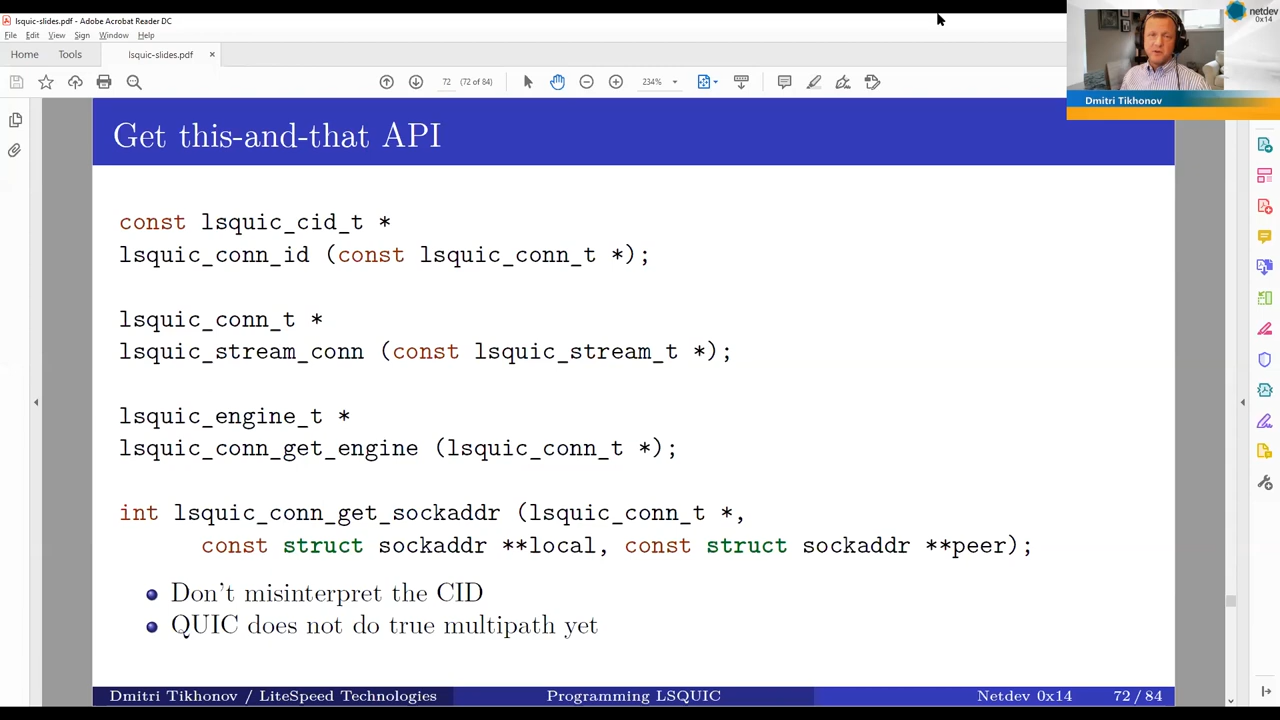 lsquic-slides.pdf - Adobe Acrobat Reader DC
File Edit View Sign Window Help
Home Tools lsquic-slides.pdf ×
72 (72 of 84) 234%
netdev
0x14
Dmitri Tikhonov
Get this-and-that API
const lsquic_cid_t *
lsquic_conn_id (const lsquic_conn_t *);
lsquic_conn_t *
lsquic_stream_conn (const lsquic_stream_t *);
lsquic_engine_t *
lsquic_conn_get_engine (lsquic_conn_t *);
int lsquic_conn_get_sockaddr (lsquic_conn_t *,
const struct sockaddr **local, const struct sockaddr **peer);
Don't misinterpret the CID
QUIC does not do true multipath yet
Dmitri Tikhonov / LiteSpeed Technologies Programming LSQUIC Netdev 0x14 72 / 84